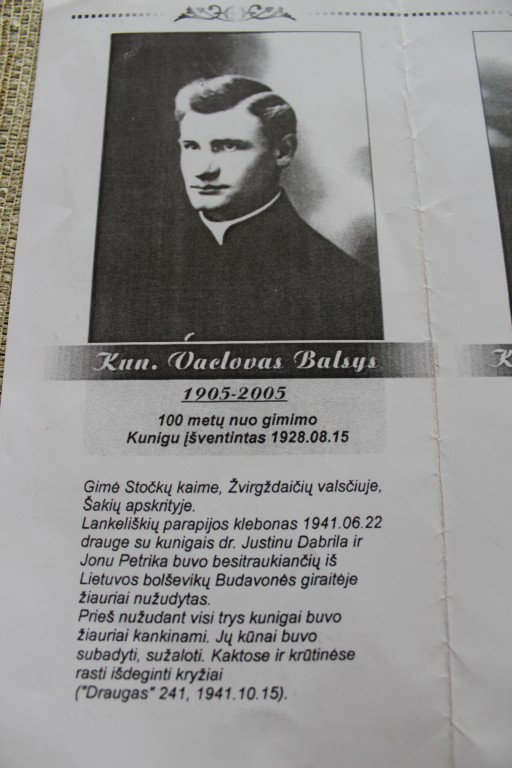 Kun. Vaclovas Balsys
1905-2005
100 metų nuo gimimo
Kunigu įšventintas 1928.08.15
Gimė Stočkų kaime, Žvirgždaičių valsčiuje,
Šakių apskrityje.
Lankeliškių parapijos klebonas 1941.06.22
drauge su kunigais dr. Justinu Dabrila ir
Jonu Petrika buvo besitraukiančių iš
Lietuvos bolševikų Budavonės giraitėje
žiauriai nužudytas.
Prieš nužudant visi trys kunigai buvo
žiauriai kankinami. Jų kūnai buvo
subadyti, sužaloti. Kaktose ir krūtinėse
rasti išdeginti kryžiai
("Draugas" 241, 1941.10.15).
K